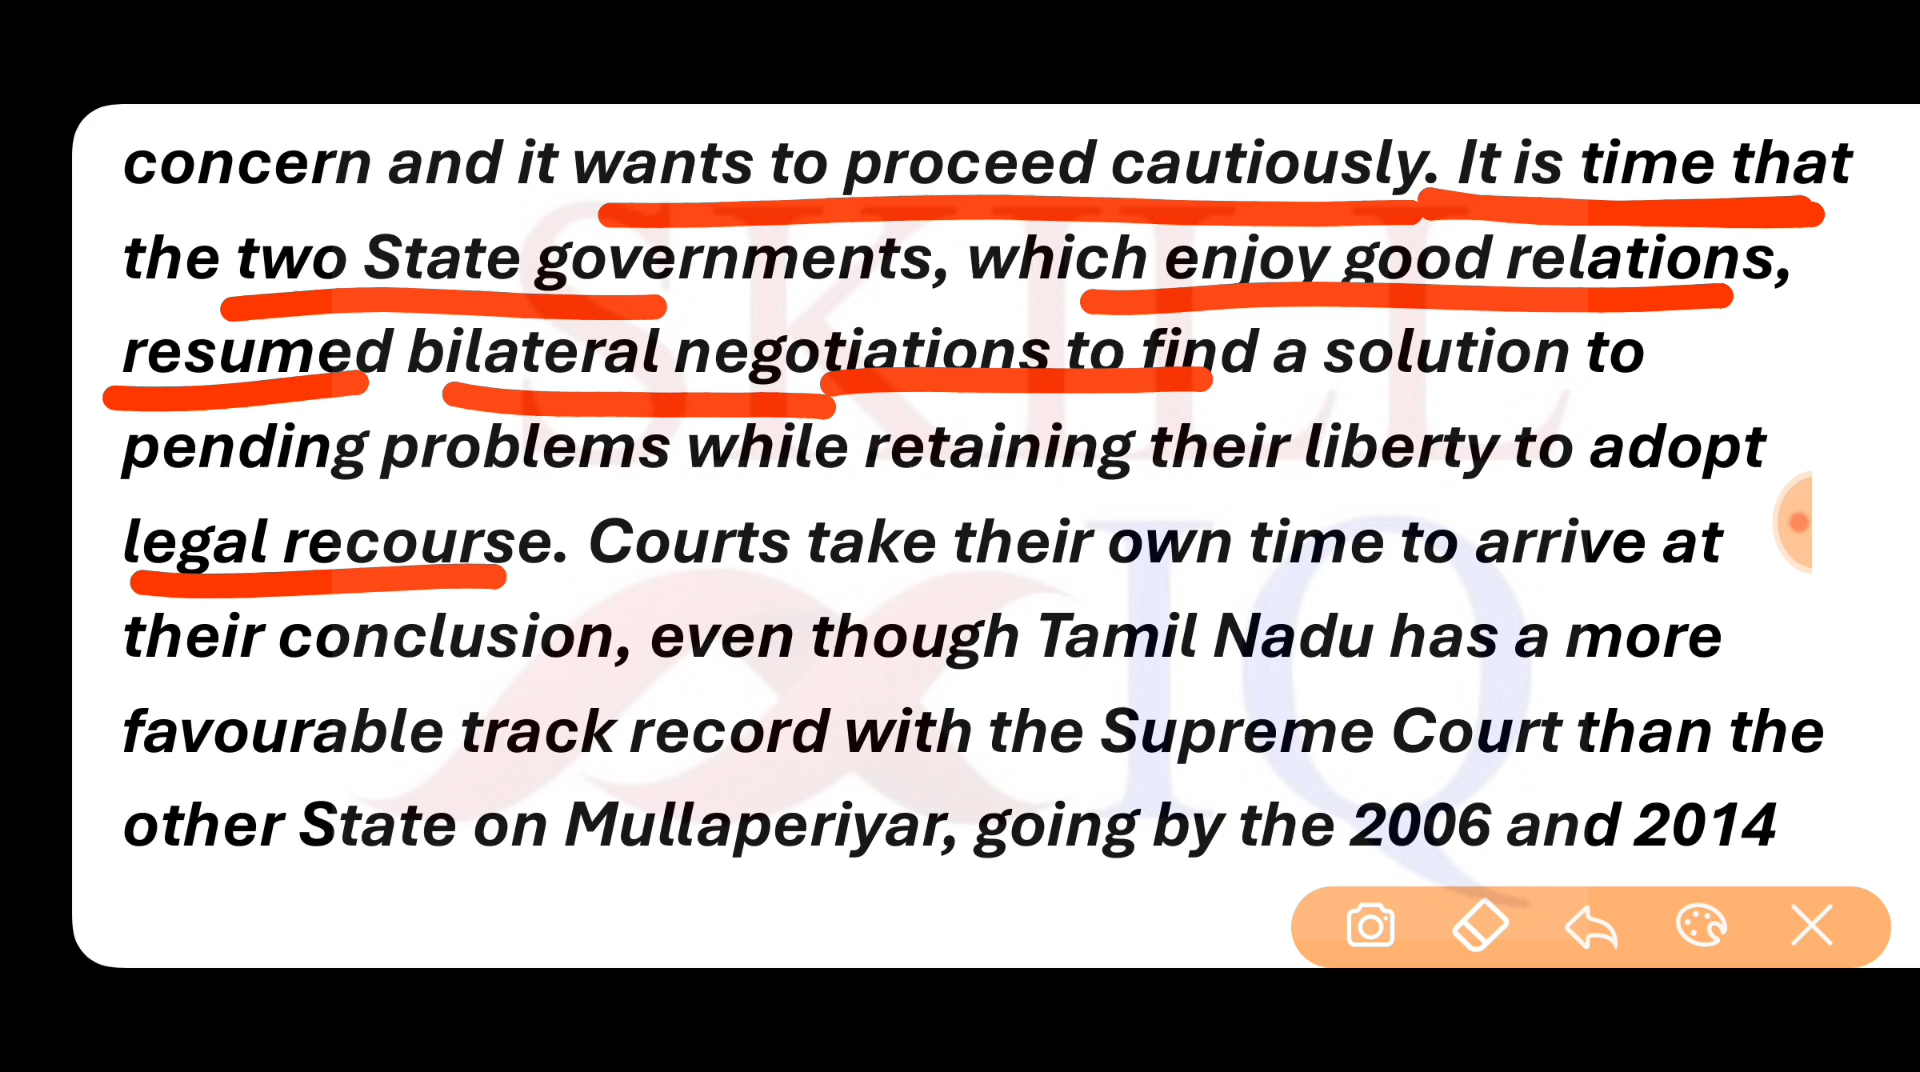 concern and it wants to proceed cautiously. It is time that
the two State governments, which enjoy good relations,
resumed bilateral negotiations to find a solution to
pending problems while retaining their liberty to adopt
legal recourse. Courts take their own time to arrive at
their conclusion, even though Tamil Nadu has a more
favourable track record with the Supreme Court than the
other State on Mullaperiyar, going by the 2006 and 2014
SKILL
IQ